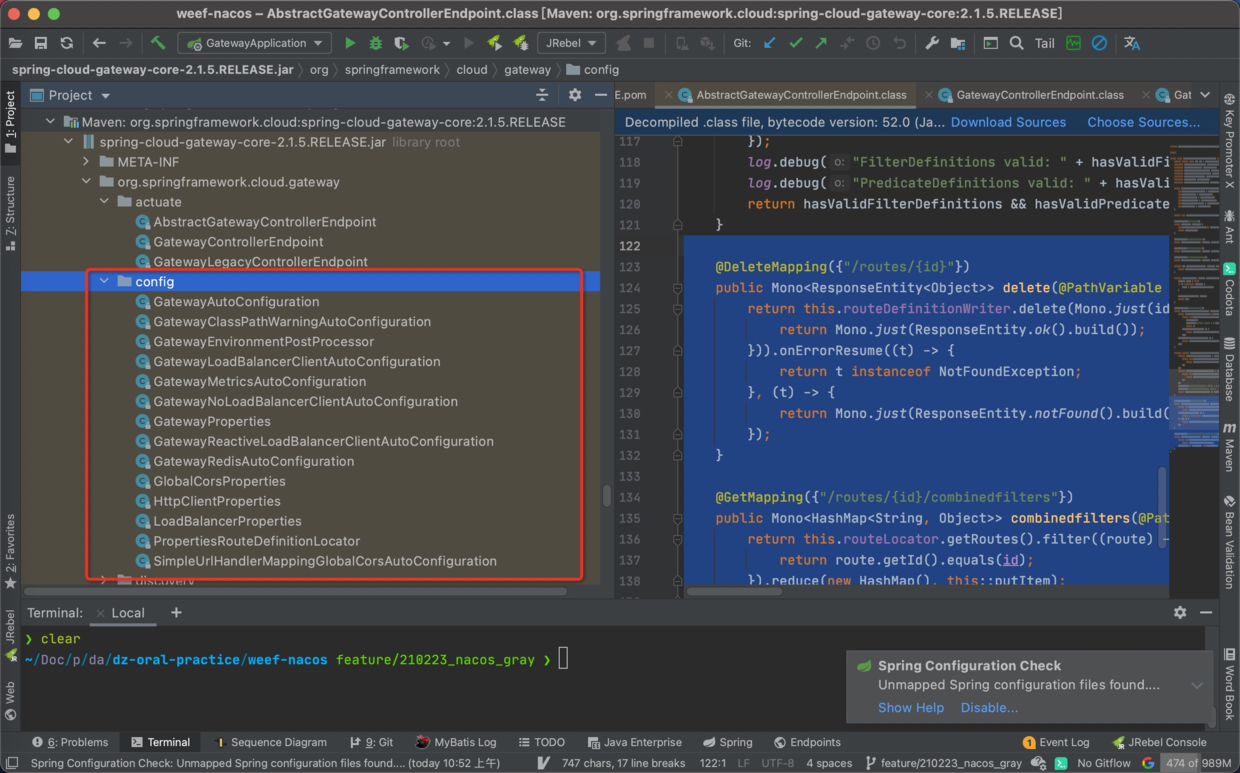 weef-nacos – AbstractGatewayControllerEndpoint.class [Maven: org.springframework.cloud:spring-cloud-gateway-core:2.1.5.RELEASE]
GatewayApplication
JRebel
Git:
Tail
spring-cloud-gateway-core-2.1.5.RELEASE.jar
org
springframework
cloud
gateway
config
1: Project
Z: Structure
2: Favorites
JRebel
Web
Project
Maven: org.springframework.cloud:spring-cloud-gateway-core:2.1.5.RELEASE
spring-cloud-gateway-core-2.1.5.RELEASE.jar library root
META-INF
org.springframework.cloud.gateway
actuate
AbstractGatewayControllerEndpoint
GatewayControllerEndpoint
GatewayLegacyControllerEndpoint
config
GatewayAutoConfiguration
GatewayClassPathWarningAutoConfiguration
GatewayEnvironmentPostProcessor
GatewayLoadBalancerClientAutoConfiguration
GatewayMetricsAutoConfiguration
GatewayNoLoadBalancerClientAutoConfiguration
GatewayProperties
GatewayReactiveLoadBalancerClientAutoConfiguration
GatewayRedisAutoConfiguration
GlobalCorsProperties
HttpClientProperties
LoadBalancerProperties
PropertiesRouteDefinitionLocator
SimpleUrlHandlerMappingGlobalCorsAutoConfiguration
discovery
E.pom
AbstractGatewayControllerEndpoint.class
GatewayControllerEndpoint.class
Gat
Decompiled .class file, bytecode version: 52.0 (Ja... Download Sources Choose Sources...
117 });
118 log.debug( o: "FilterDefinitions valid: " + hasValidFi
119 log.debug( o: "PredicateDefinitions valid: " + hasVali
120 return hasValidFilterDefinitions && hasValidPredicate
121 }
122
123 @DeleteMapping({"/routes/{id}"})
124 public Mono<ResponseEntity<Object>> delete(@PathVariable
125 return this.routeDefinitionWriter.delete(Mono.just(id
126 return Mono.just(ResponseEntity.ok().build());
127 })).onErrorResume((t) -> {
128 return t instanceof NotFoundException;
129 }, (t) -> {
130 return Mono.just(ResponseEntity.notFound().build(
131 });
132 }
133
134 @GetMapping({"/routes/{id}/combinedfilters"})
135 public Mono<HashMap<String, Object>> combinedfilters(@Pat
136 return this.routeLocator.getRoutes().filter((route) -
137 return route.getId().equals(id);
138 }).reduce(new HashMap(), this::putItem);
Key Promoter X
Ant
Codota
Database
Maven
Bean Validation
Word Book
Terminal: Local +
❯ clear
~/Doc/p/da/dz-oral-practice/weef-nacos feature/210223_nacos_gray ❯
Spring Configuration Check
Unmapped Spring configuration files found....
Show Help Disable...
6: Problems
Terminal
Sequence Diagram
9: Git
MyBatis Log
TODO
Java Enterprise
Spring
Endpoints
1 Event Log
JRebel Console
Spring Configuration Check: Unmapped Spring configuration files found.... (today 10:52 上午)
747 chars, 17 line breaks 122:1 LF UTF-8 4 spaces feature/210223_nacos_gray No Gitflow 474 of 989M